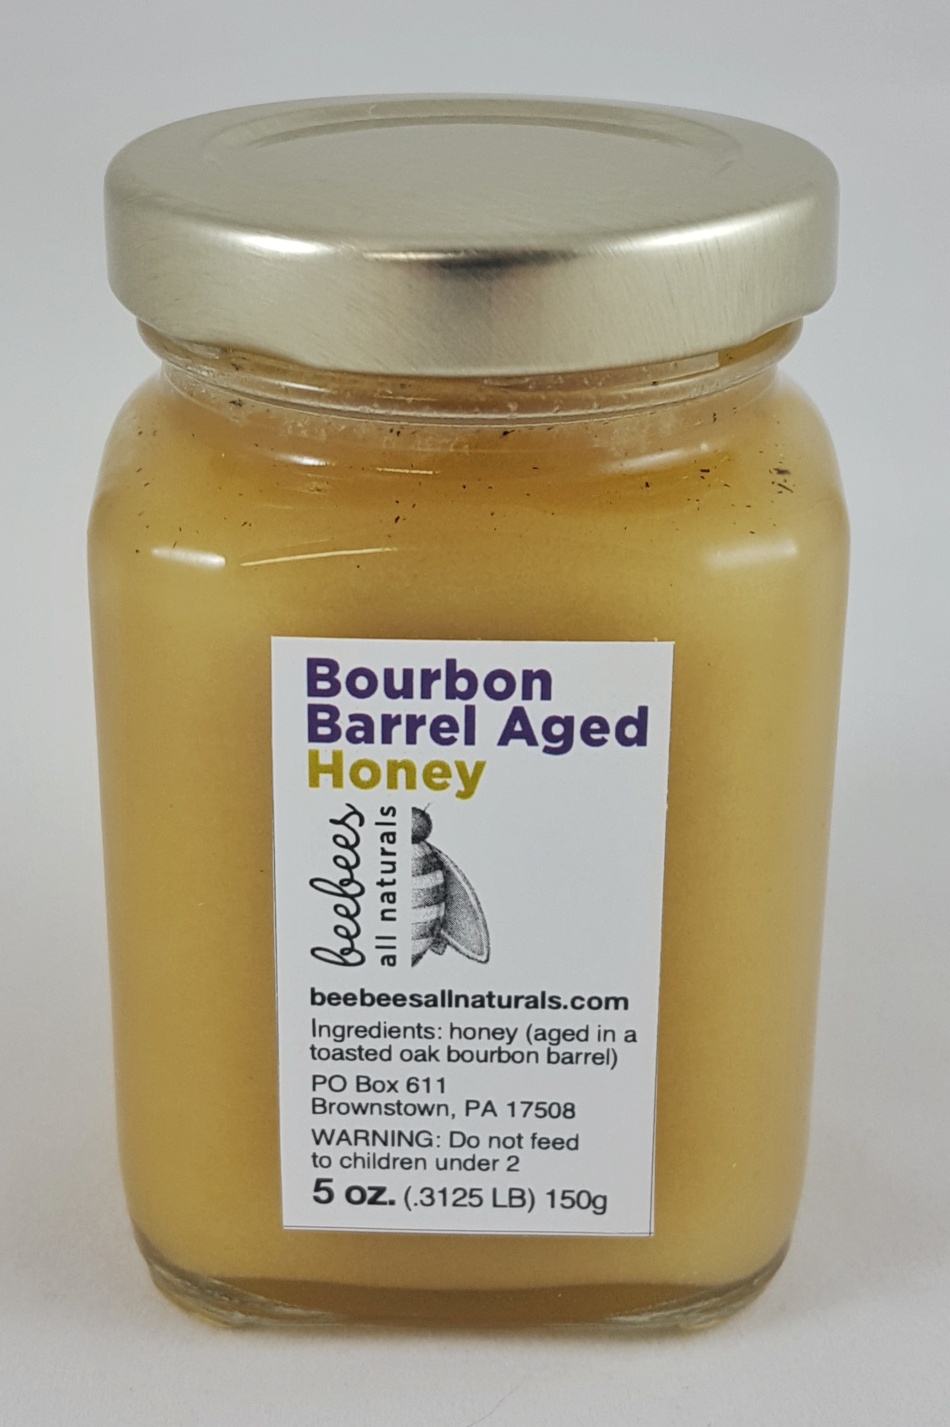 Bourbon
Barrel Aged
Honey
beebees
all naturals
beebeesallnaturals.com
Ingredients: honey (aged in a
toasted oak bourbon barrel)
PO Box 611
Brownstown, PA 17508
WARNING: Do not feed
to children under 2
5 oz. (.3125 LB) 150g